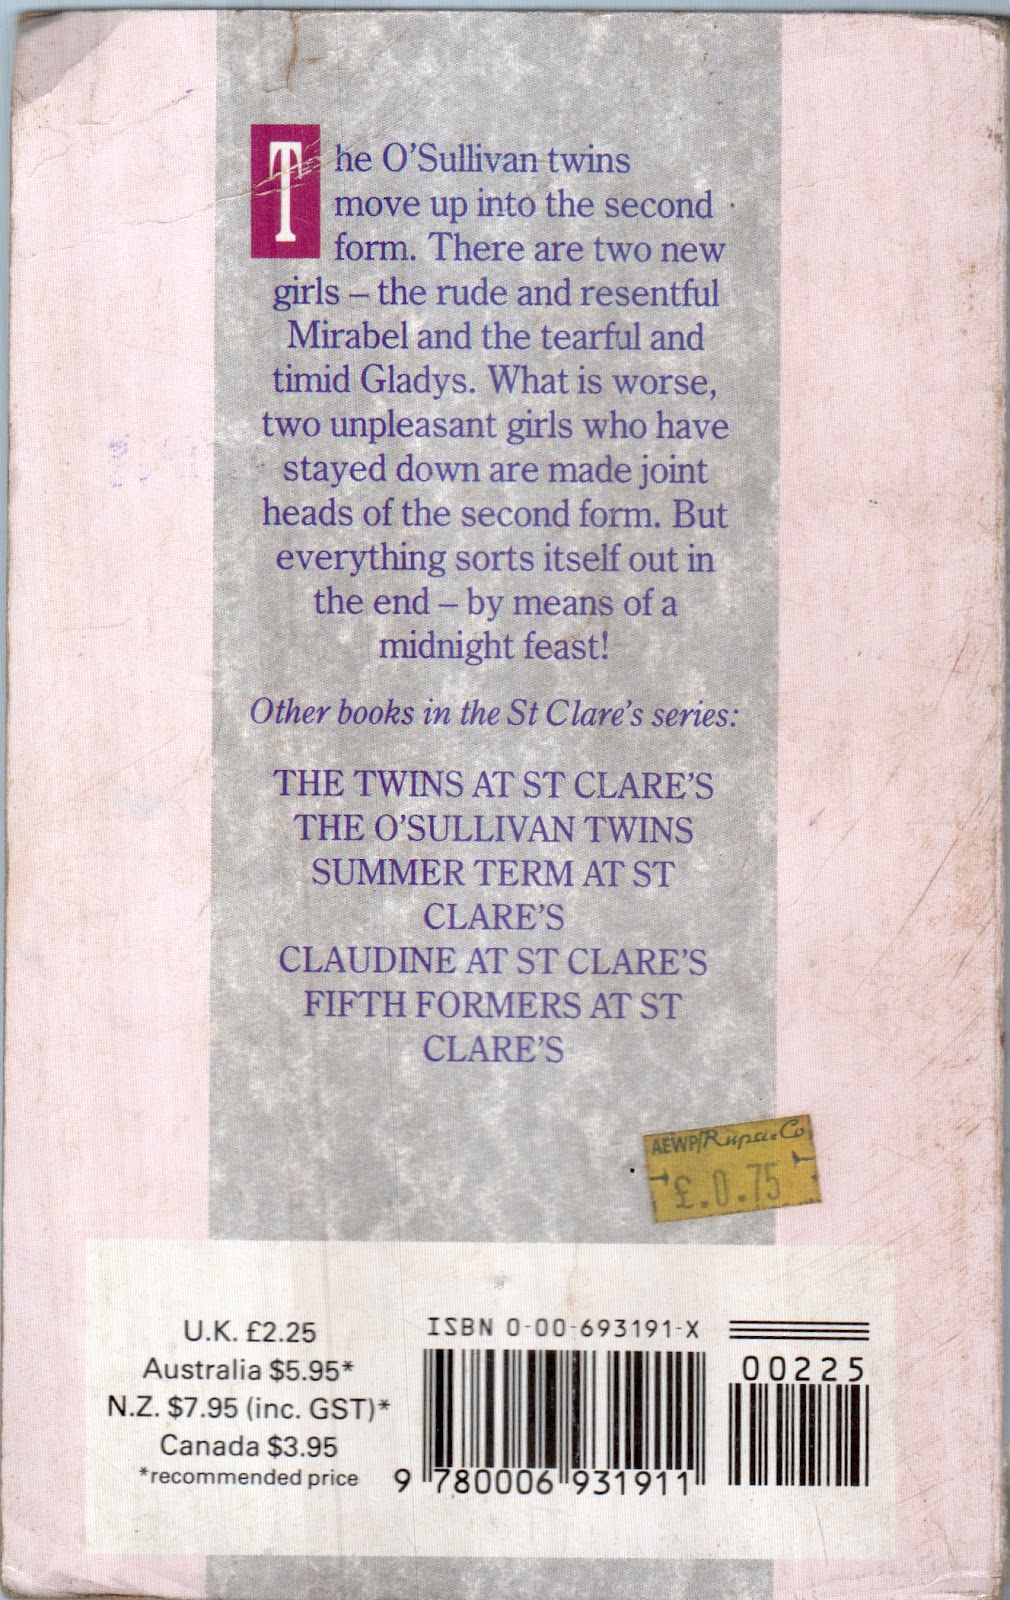 The O'Sullivan twins
move up into the second
form. There are two new
girls – the rude and resentful
Mirabel and the tearful and
timid Gladys. What is worse,
two unpleasant girls who have
stayed down are made joint
heads of the second form. But
everything sorts itself out in
the end – by means of a
midnight feast!
Other books in the St Clare's series:
THE TWINS AT ST CLARE'S
THE O'SULLIVAN TWINS
SUMMER TERM AT ST
CLARE'S
CLAUDINE AT ST CLARE'S
FIFTH FORMERS AT ST
CLARE'S
AEWP/Rupa.Co
£.0.75
U.K. £2.25
Australia $5.95*
N.Z. $7.95 (inc. GST)*
Canada $3.95
*recommended price
ISBN 0-00-693191-X
00225
9 780006 931911